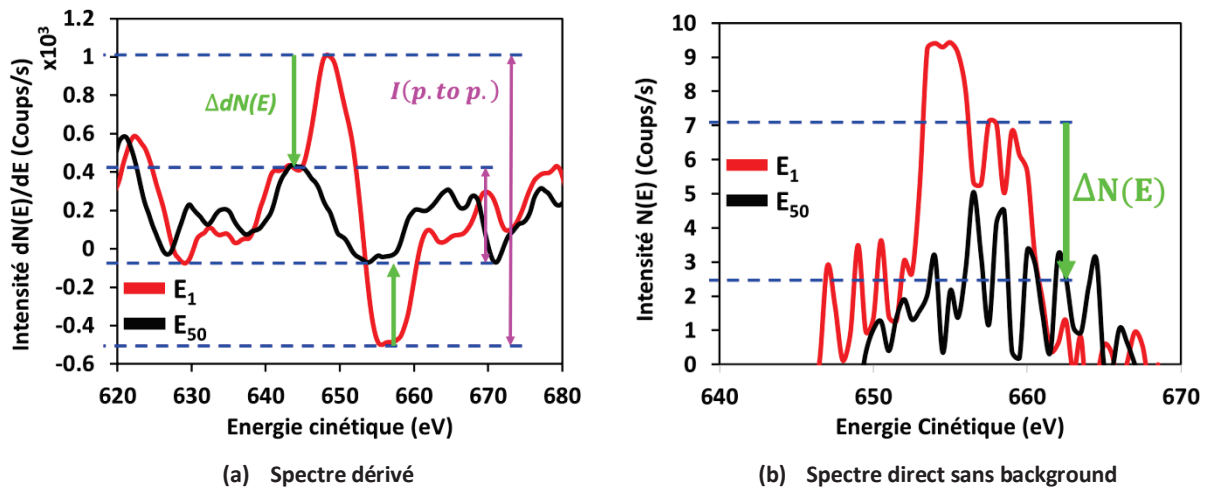 Intensité dN(E)/dE (Coups/s)
x10³
1.2
1
0.8
0.6
0.4
0.2
0
-0.2
-0.4
-0.6
ΔdN(E)
I(p. to p.)
E₁
E₅₀
620 630 640 650 660 670 680
Energie cinétique (eV)
(a) Spectre dérivé
Intensité N(E) (Coups/s)
10
9
8
7
6
5
4
3
2
1
0
E₁
E₅₀
ΔN(E)
640 650 660 670
Energie Cinétique (eV)
(b) Spectre direct sans background